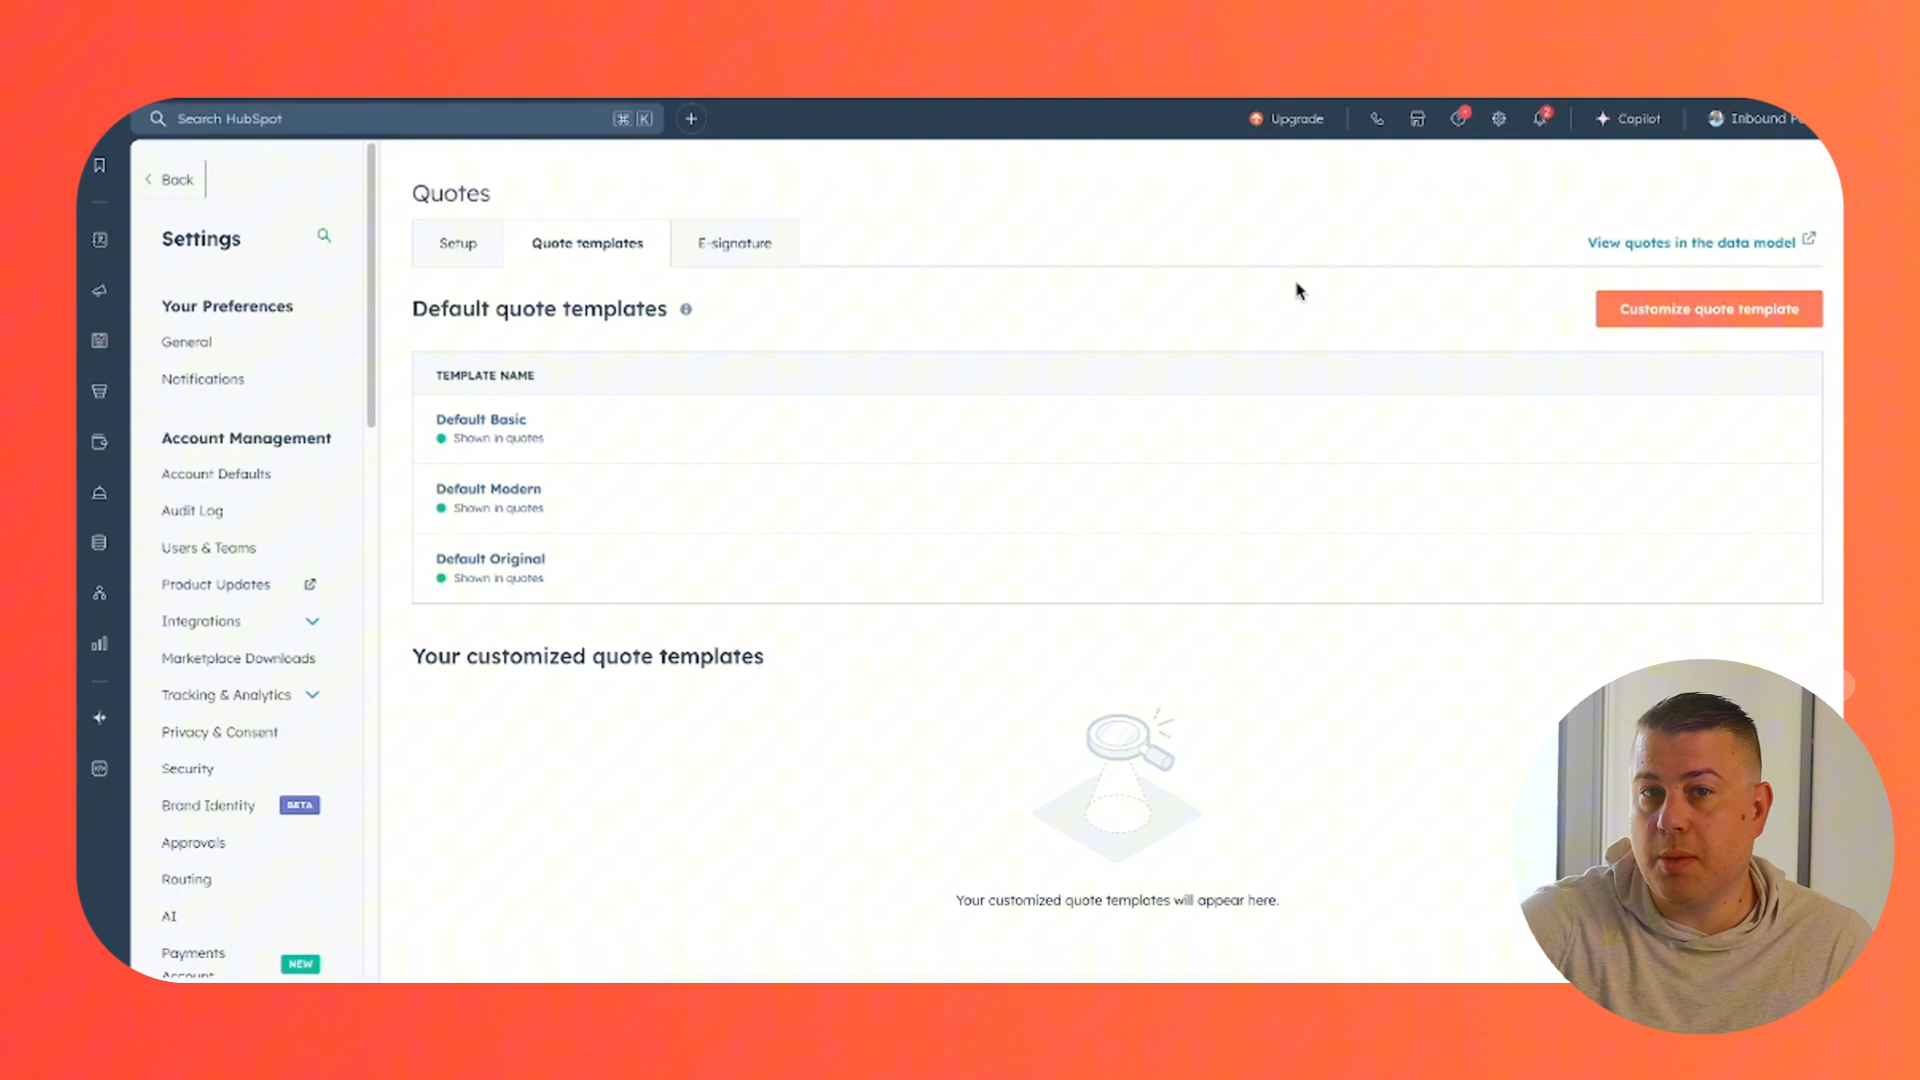 Search HubSpot
⌘ K
Upgrade
2
Copilot
Inbound
Back
Settings
Your Preferences
General
Notifications
Account Management
Account Defaults
Audit Log
Users & Teams
Product Updates
Integrations
Marketplace Downloads
Tracking & Analytics
Privacy & Consent
Security
Brand Identity BETA
Approvals
Routing
AI
Payments NEW
Account
Quotes
Setup
Quote templates
E-signature
View quotes in the data model
Default quote templates
Customize quote template
TEMPLATE NAME
Default Basic
Shown in quotes
Default Modern
Shown in quotes
Default Original
Shown in quotes
Your customized quote templates
Your customized quote templates will appear here.